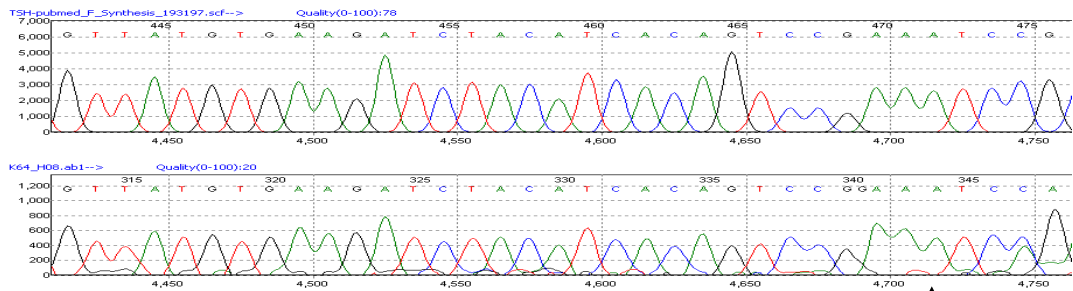 TSH-pubmed_F_Synthesis_193197.scf--> Quality(0-100):78
7,000
445 450 455 460 465 470 475
6,000 G T T A T G T G A A G A T C T A C A T C A C A G T C C G A A A T C C G
5,000
4,000
3,000
2,000
1,000
0
4,450 4,500 4,550 4,600 4,650 4,700 4,750
K64_H08.ab1--> Quality(0-100):20
315 320 325 330 335 340 345
1,200 G T T A T G T G A A G A T C T A C A T C A C A G T C C G G A A A T C C A
1,000
800
600
400
200
0
4,450 4,500 4,550 4,600 4,650 4,700 4,750